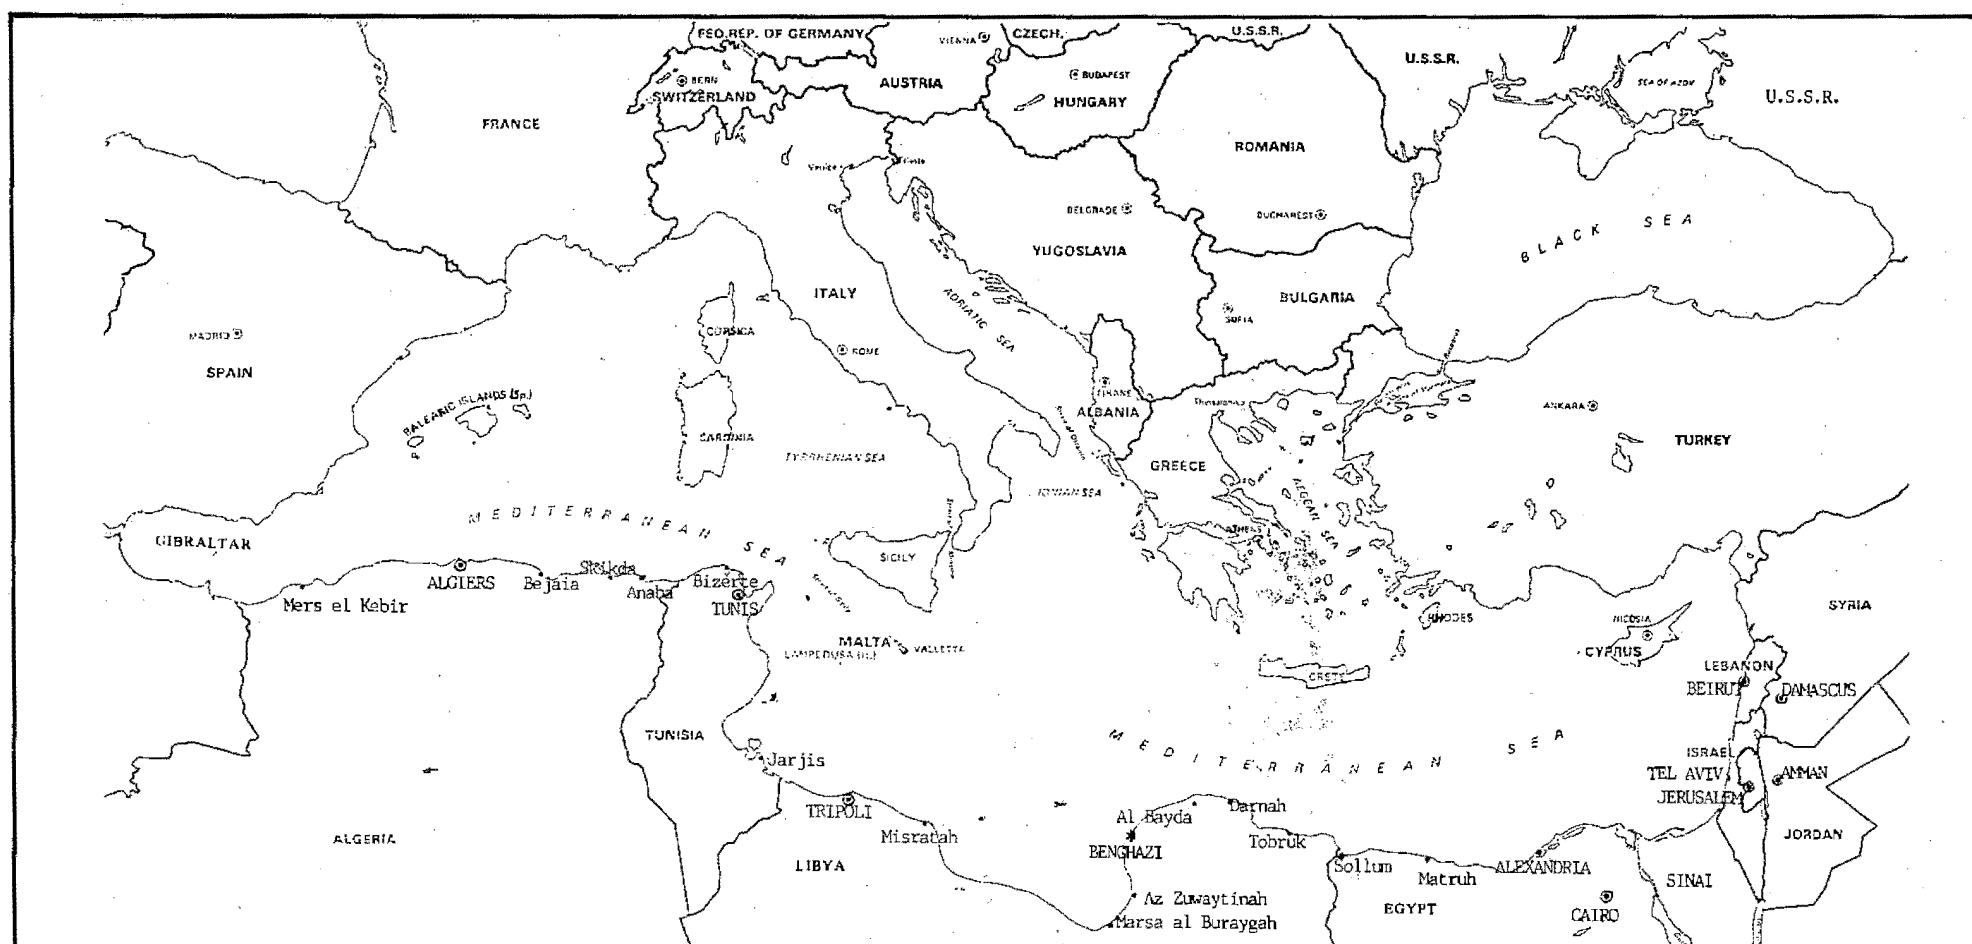 FED. REP. OF GERMANY
VIENNA
CZECH.
U.S.S.R.
U.S.S.R.
BERN
SWITZERLAND
AUSTRIA
BUDAPEST
HUNGARY
SEA OF AZOV
U.S.S.R.
FRANCE
ROMANIA
Venice
Trieste
BELGRADE
BUCHAREST
YUGOSLAVIA
BLACK SEA
ITALY
ADRIATIC SEA
BULGARIA
SOFIA
CORSICA
MADRID
ROME
SPAIN
TIRANE
ALBANIA
Thessaloniki
ANKARA
BALEARIC ISLANDS (Sp.)
SARDINIA
TYRRHENIAN SEA
TURKEY
GREECE
IONIAN SEA
AEGEAN SEA
MEDITERRANEAN SEA
ATHENS
GIBRALTAR
SICILY
ALGIERS
Bejaia
Skikda
Anaba
Bizerte
TUNIS
Mers el Kebir
RHODES
NICOSIA
CYPRUS
SYRIA
MALTA
VALLETTA
LAMPEDUSA (It.)
CRETE
LEBANON
BEIRUT
DAMASCUS
TUNISIA
Jarjis
MEDITERRANEAN SEA
ISRAEL
TEL AVIV
AMMAN
JERUSALEM
TRIPOLI
Misratah
Al Bayda
Darnah
BENGHAZI
Tobruk
JORDAN
ALGERIA
LIBYA
Sollum
Matruh
ALEXANDRIA
SINAI
Az Zuwaytinah
Marsa al Buraygah
EGYPT
CAIRO